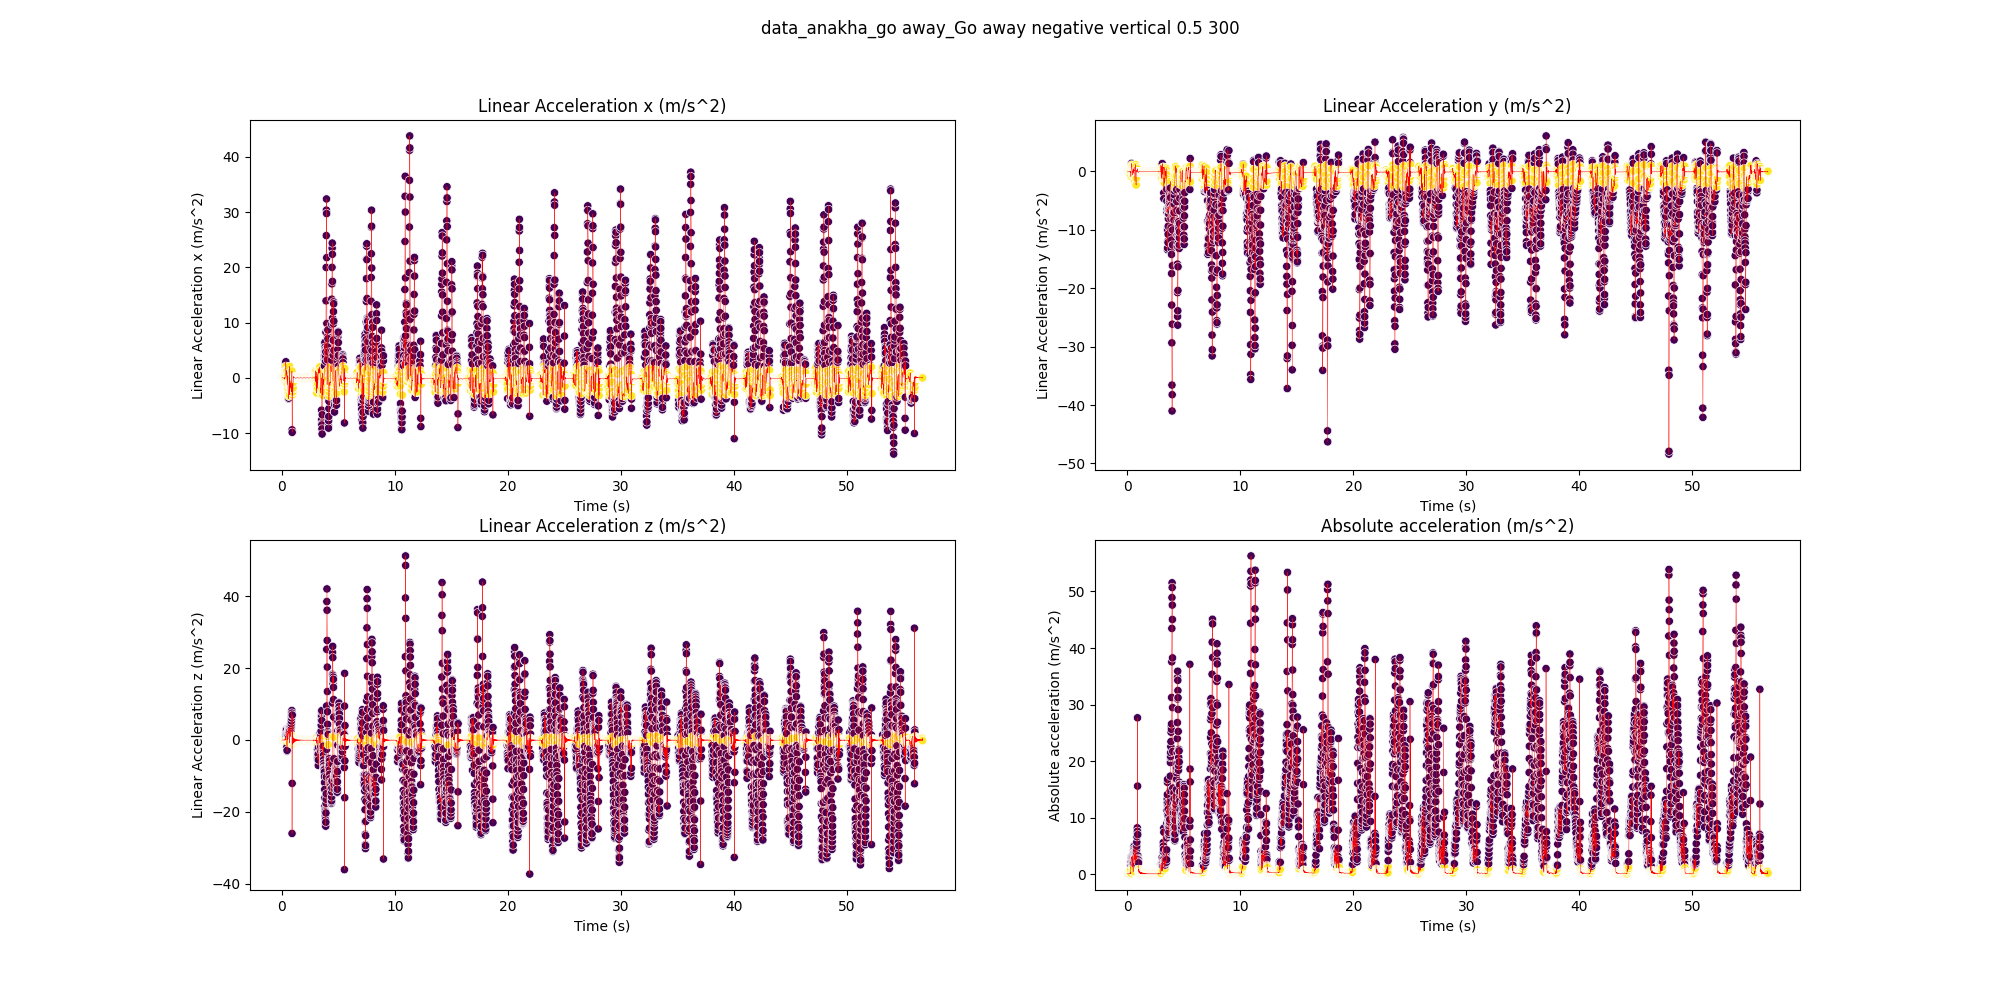 data_anakha_go away_Go away negative vertical 0.5 300
Linear Acceleration x (m/s^2)
Linear Acceleration x (m/s^2)
40
30
20
10
0
−10
0 10 20 30 40 50
Time (s)
Linear Acceleration y (m/s^2)
Linear Acceleration y (m/s^2)
0
−10
−20
−30
−40
−50
0 10 20 30 40 50
Time (s)
Linear Acceleration z (m/s^2)
Linear Acceleration z (m/s^2)
40
20
0
−20
−40
0 10 20 30 40 50
Time (s)
Absolute acceleration (m/s^2)
Absolute acceleration (m/s^2)
50
40
30
20
10
0
0 10 20 30 40 50
Time (s)